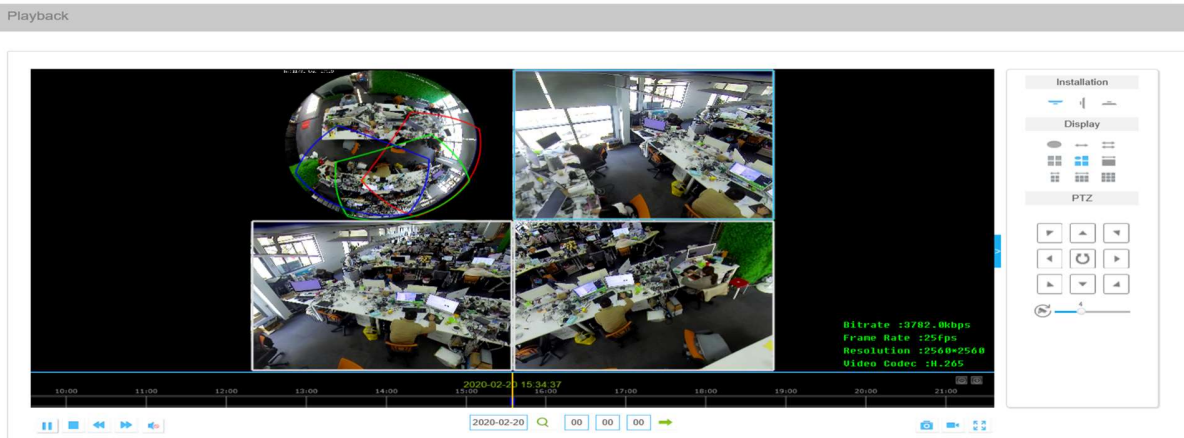 Playback
Installation
Display
PTZ
4
>
Bitrate :3782.0kbps
Frame Rate :25fps
Resolution :2560*2560
Video Codec :H.265
2020-02-20 15:34:37
10:00 11:00 12:00 13:00 14:00 15:00 16:00 17:00 18:00 19:00 20:00 21:00
2020-02-20 00 00 00